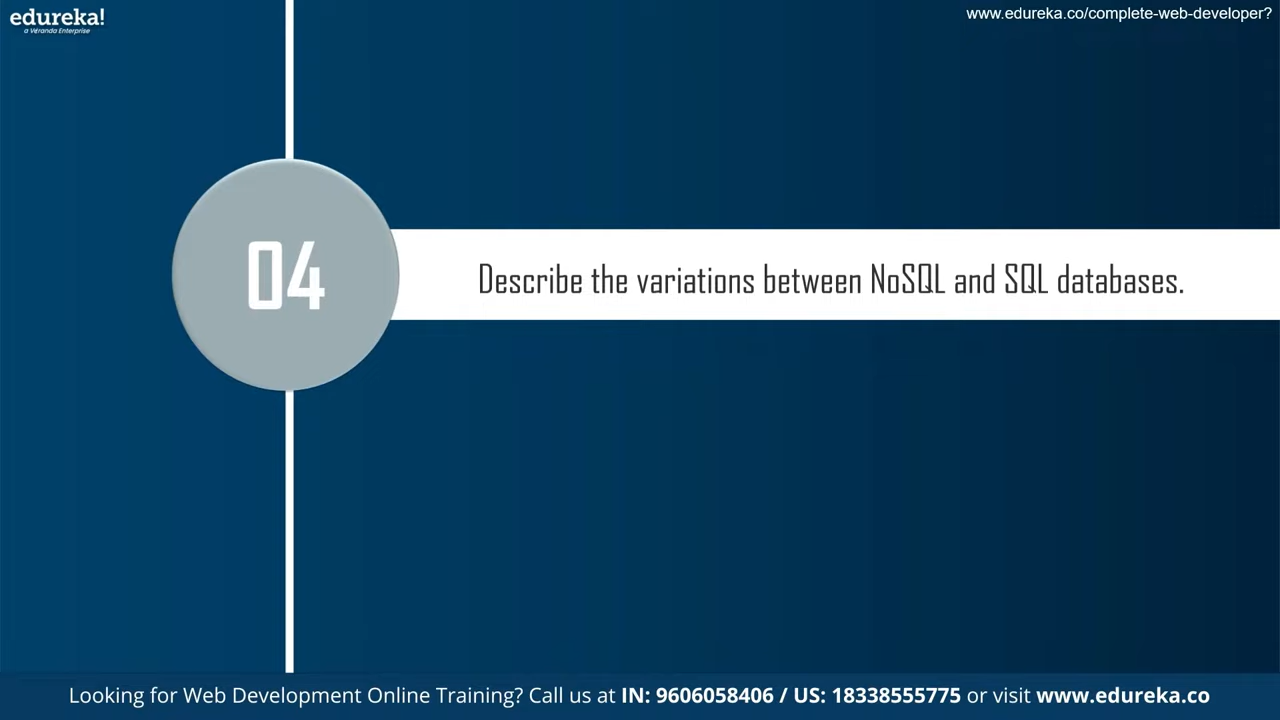 edureka!
a Veranda Enterprise
www.edureka.co/complete-web-developer?
04
Describe the variations between NoSQL and SQL databases.
Looking for Web Development Online Training? Call us at IN: 9606058406 / US: 18338555775 or visit www.edureka.co